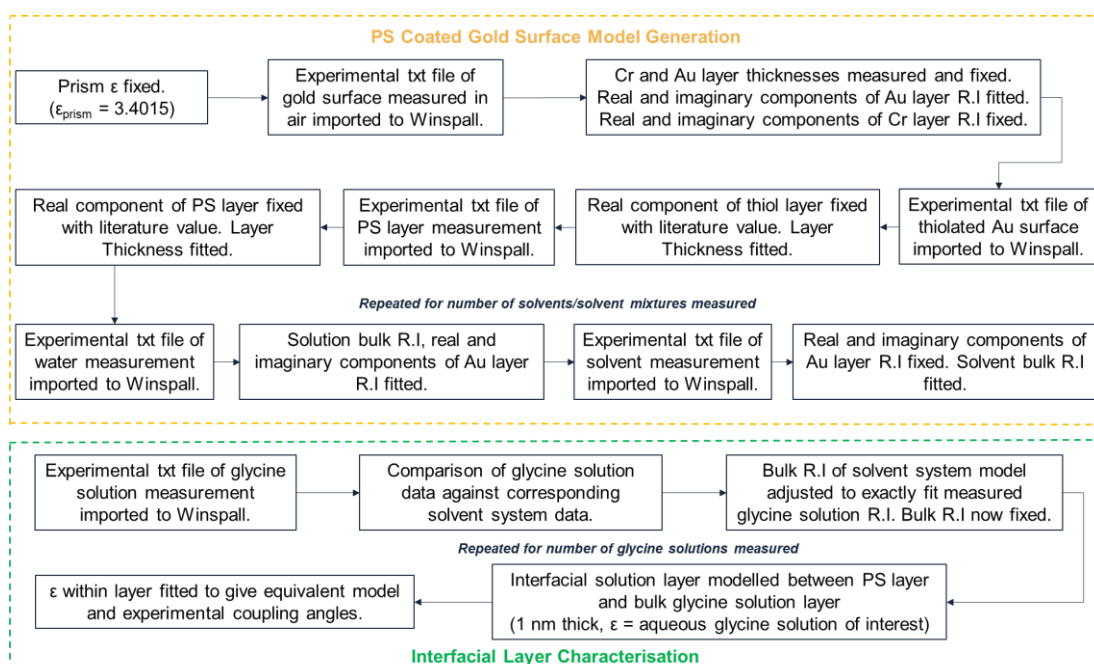 PS Coated Gold Surface Model Generation
Prism ε fixed.
(εprism = 3.4015)
Experimental txt file of
gold surface measured in
air imported to Winspall.
Cr and Au layer thicknesses measured and fixed.
Real and imaginary components of Au layer R.I fitted.
Real and imaginary components of Cr layer R.I fixed.
Experimental txt file of
thiolated Au surface
imported to Winspall.
Real component of thiol layer fixed
with literature value. Layer
Thickness fitted.
Experimental txt file of
PS layer measurement
imported to Winspall.
Real component of PS layer fixed
with literature value. Layer
Thickness fitted.
Repeated for number of solvents/solvent mixtures measured
Experimental txt file of
water measurement
imported to Winspall.
Solution bulk R.I, real and
imaginary components of Au layer
R.I fitted.
Experimental txt file of
solvent measurement
imported to Winspall.
Real and imaginary components of
Au layer R.I fixed. Solvent bulk R.I
fitted.
Experimental txt file of glycine
solution measurement
imported to Winspall.
Comparison of glycine solution
data against corresponding
solvent system data.
Bulk R.I of solvent system model
adjusted to exactly fit measured
glycine solution R.I. Bulk R.I now fixed.
Repeated for number of glycine solutions measured
Interfacial solution layer modelled between PS layer
and bulk glycine solution layer
(1 nm thick, ε = aqueous glycine solution of interest)
ε within layer fitted to give equivalent model
and experimental coupling angles.
Interfacial Layer Characterisation